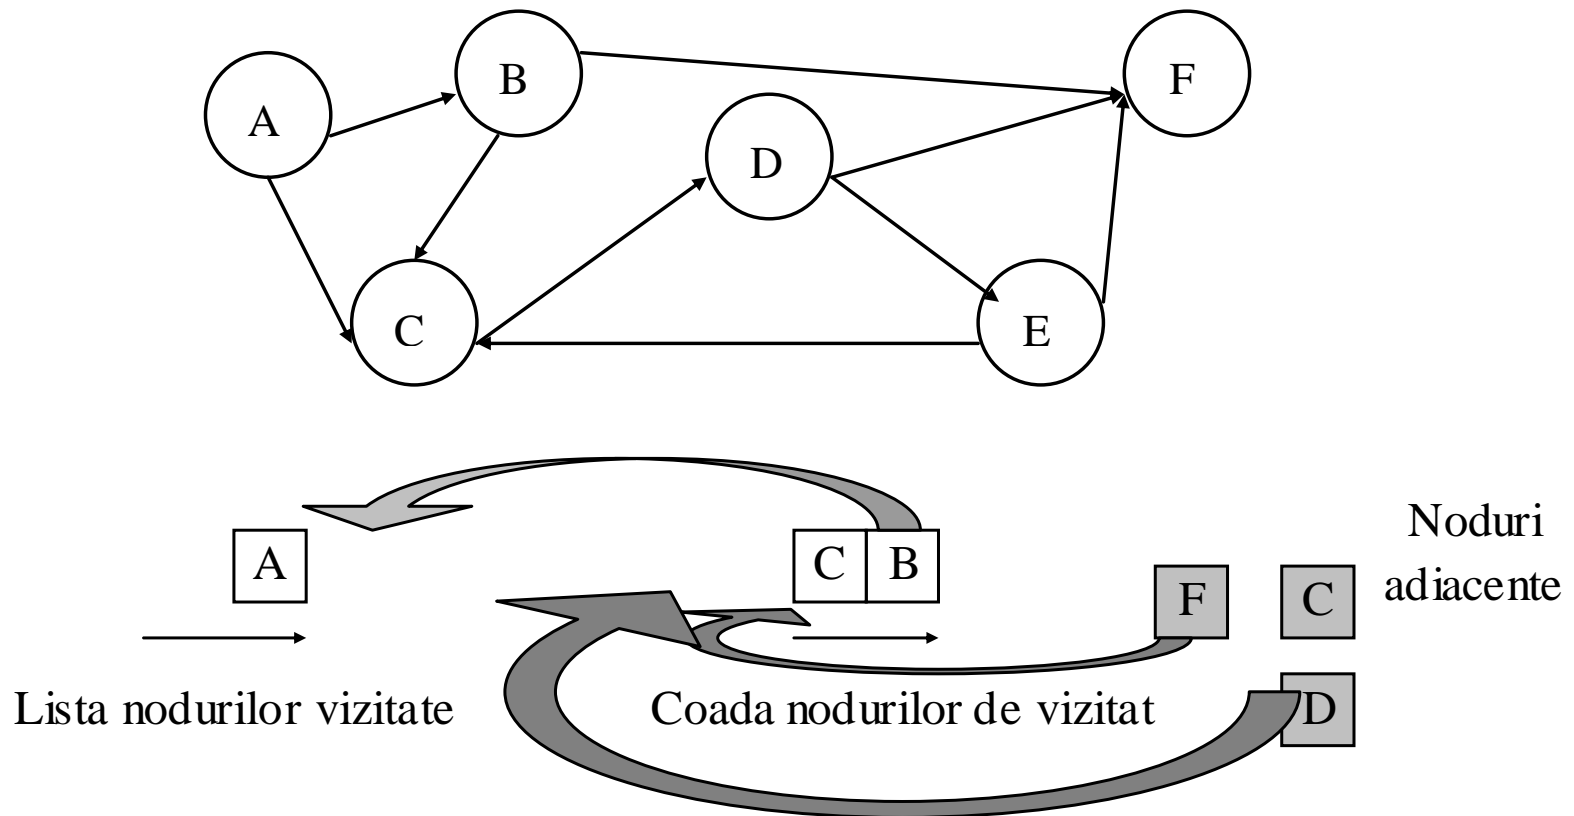 B
F
A
D
C
E
Noduri
adiacente
A
C B
F C
Lista nodurilor vizitate
Coada nodurilor de vizitat
D